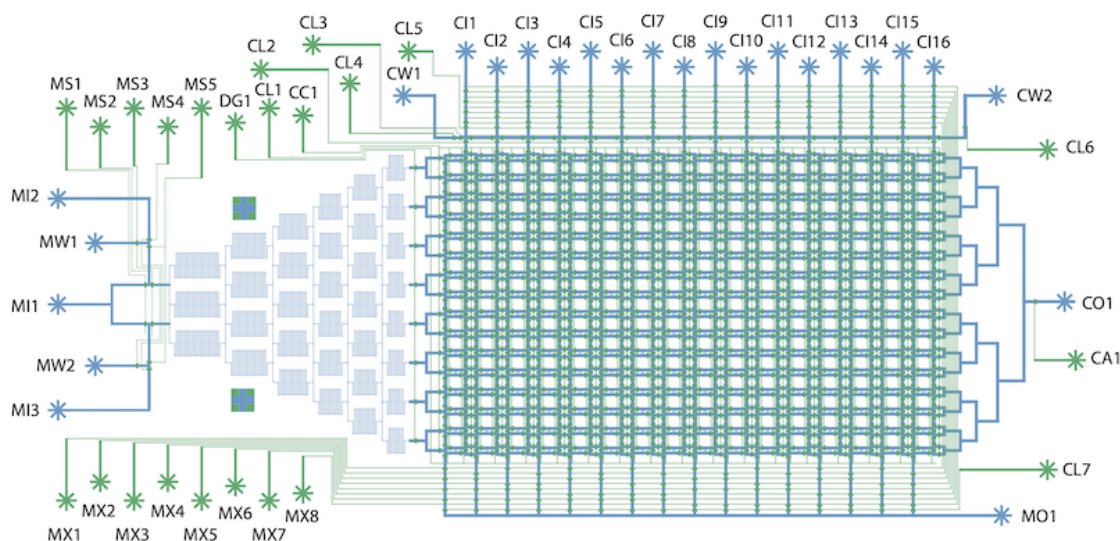 CL3
CL5
CI1
CI3
CI5
CI7
CI9
CI11
CI13
CI15
CL2
CI2
CI4
CI6
CI8
CI10
CI12
CI14
CI16
CL4
CW1
MS1
MS2
MS3
MS4
MS5
DG1
CL1
CC1
CW2
CL6
MI2
MW1
MI1
CO1
MW2
CA1
MI3
CL7
MX1
MX2
MX3
MX4
MX5
MX6
MX7
MX8
MO1